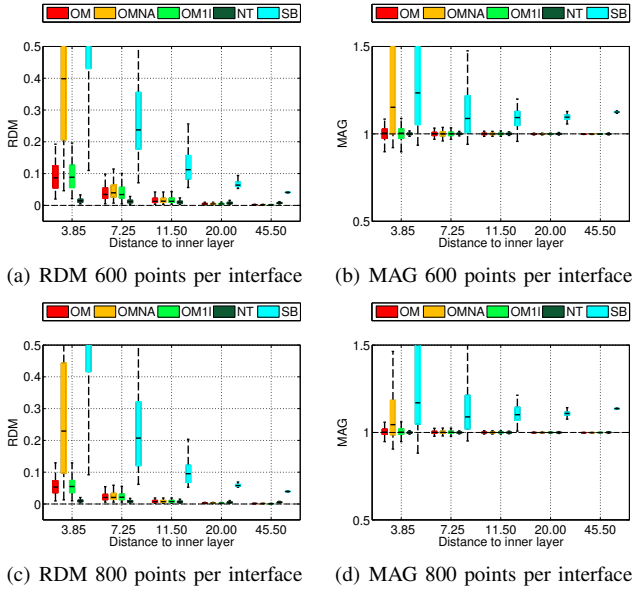 OM OMNA OM1I NT SB
OM OMNA OM1I NT SB
0.5
0.4
0.3
0.2
0.1
0
RDM
3.85 7.25 11.50 20.00 45.50
Distance to inner layer
1.5
1
0.5
MAG
3.85 7.25 11.50 20.00 45.50
Distance to inner layer
(a) RDM 600 points per interface
(b) MAG 600 points per interface
OM OMNA OM1I NT SB
OM OMNA OM1I NT SB
0.5
0.4
0.3
0.2
0.1
0
RDM
3.85 7.25 11.50 20.00 45.50
Distance to inner layer
1.5
1
0.5
MAG
3.85 7.25 11.50 20.00 45.50
Distance to inner layer
(c) RDM 800 points per interface
(d) MAG 800 points per interface